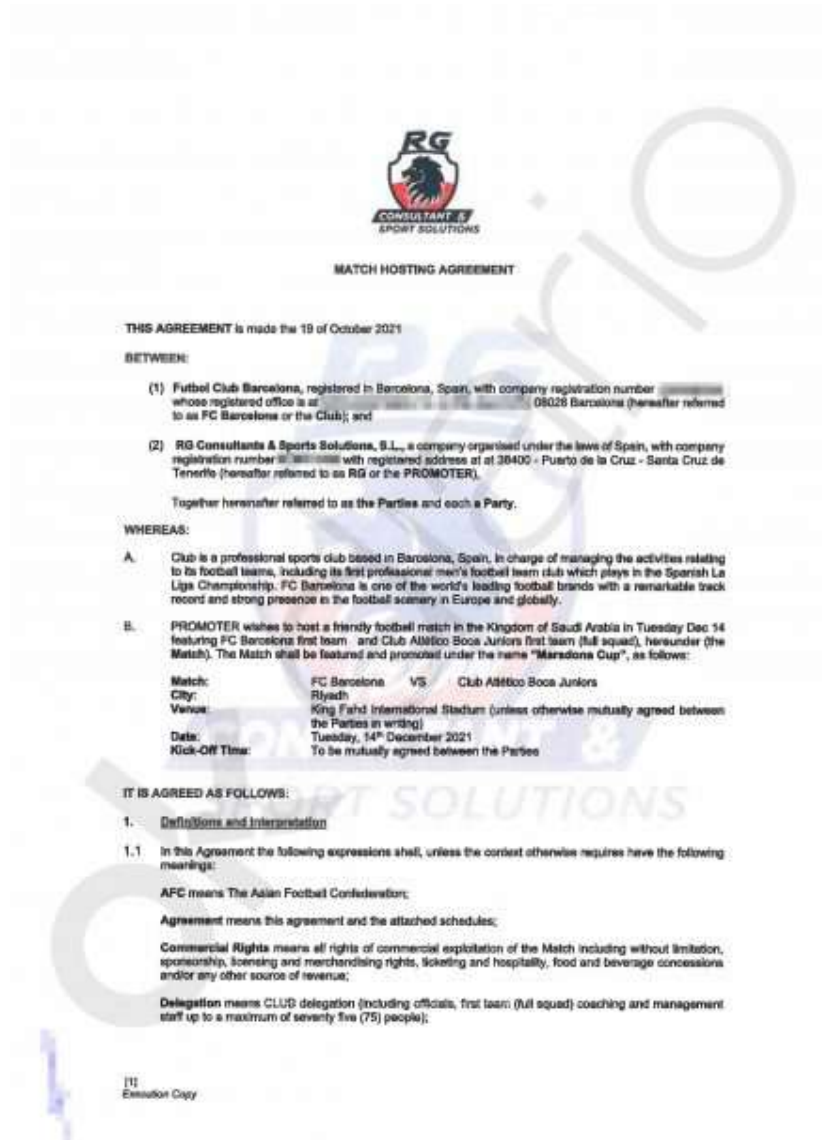 RG
CONSULTANT &
SPORT SOLUTIONS
MATCH HOSTING AGREEMENT
THIS AGREEMENT is made the 19 of October 2021
BETWEEN:
(1) Futbol Club Barcelona, registered in Barcelona, Spain, with company registration number
whose registered office is at 08028 Barcelona (hereafter referred
to as FC Barcelona or the Club); and
(2) RG Consultants & Sports Solutions, S.L., a company organised under the laws of Spain, with company
registration number with registered address at at 38400 - Puerto de la Cruz - Santa Cruz de
Tenerife (hereafter referred to as RG or the PROMOTER).
Together hereinafter referred to as the Parties and each a Party.
WHEREAS:
A. Club is a professional sports club based in Barcelona, Spain, in charge of managing the activities relating
to its football teams, including its first professional men's football team club which plays in the Spanish La
Liga Championship. FC Barcelona is one of the world's leading football brands with a remarkable track
record and strong presence in the football scenary in Europe and globally.
B. PROMOTER wishes to host a friendly football match in the Kingdom of Saudi Arabia in Tuesday Dec 14
featuring FC Barcelona first team and Club Atlético Boca Juniors first team (full squad), hereunder (the
Match). The Match shall be featured and promoted under the name "Maradona Cup", as follows:
Match: FC Barcelona VS Club Atlético Boca Juniors
City: Riyadh
Venue: King Fahd International Stadium (unless otherwise mutually agreed between
the Parties in writing)
Date: Tuesday, 14th December 2021
Kick-Off Time: To be mutually agreed between the Parties
IT IS AGREED AS FOLLOWS:
1. Definitions and Interpretation
1.1 In this Agreement the following expressions shall, unless the context otherwise requires have the following
meanings:
AFC means The Asian Football Confederation;
Agreement means this agreement and the attached schedules;
Commercial Rights means all rights of commercial exploitation of the Match including without limitation,
sponsorship, licensing and merchandising rights, ticketing and hospitality, food and beverage concessions
and/or any other source of revenue;
Delegation means CLUB delegation (including officials, first team (full squad) coaching and management
staff up to a maximum of seventy five (75) people);
[1]
Execution Copy